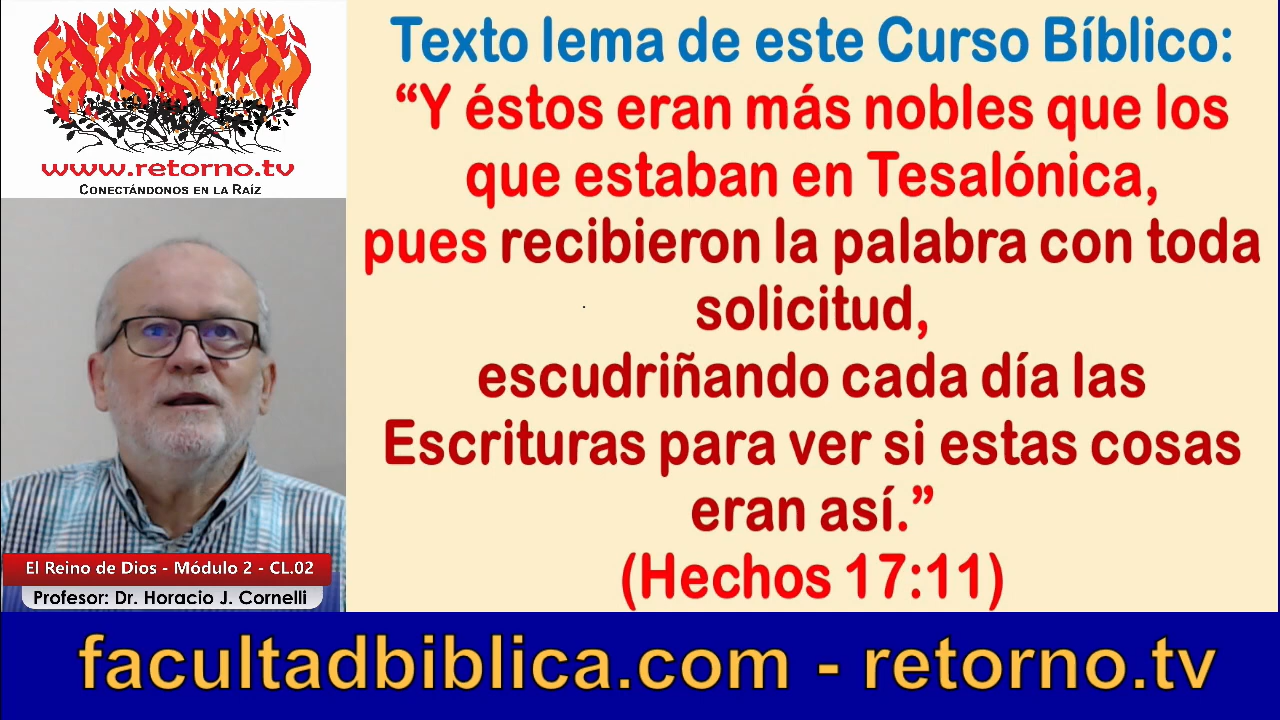 www.retorno.tv
CONECTÁNDONOS EN LA RAÍZ
Texto lema de este Curso Bíblico:
“Y éstos eran más nobles que los
que estaban en Tesalónica,
pues recibieron la palabra con toda
solicitud,
escudriñando cada día las
Escrituras para ver si estas cosas
eran así.”
(Hechos 17:11)
El Reino de Dios - Módulo 2 - CL.02
Profesor: Dr. Horacio J. Cornelli
facultadbiblica.com - retorno.tv